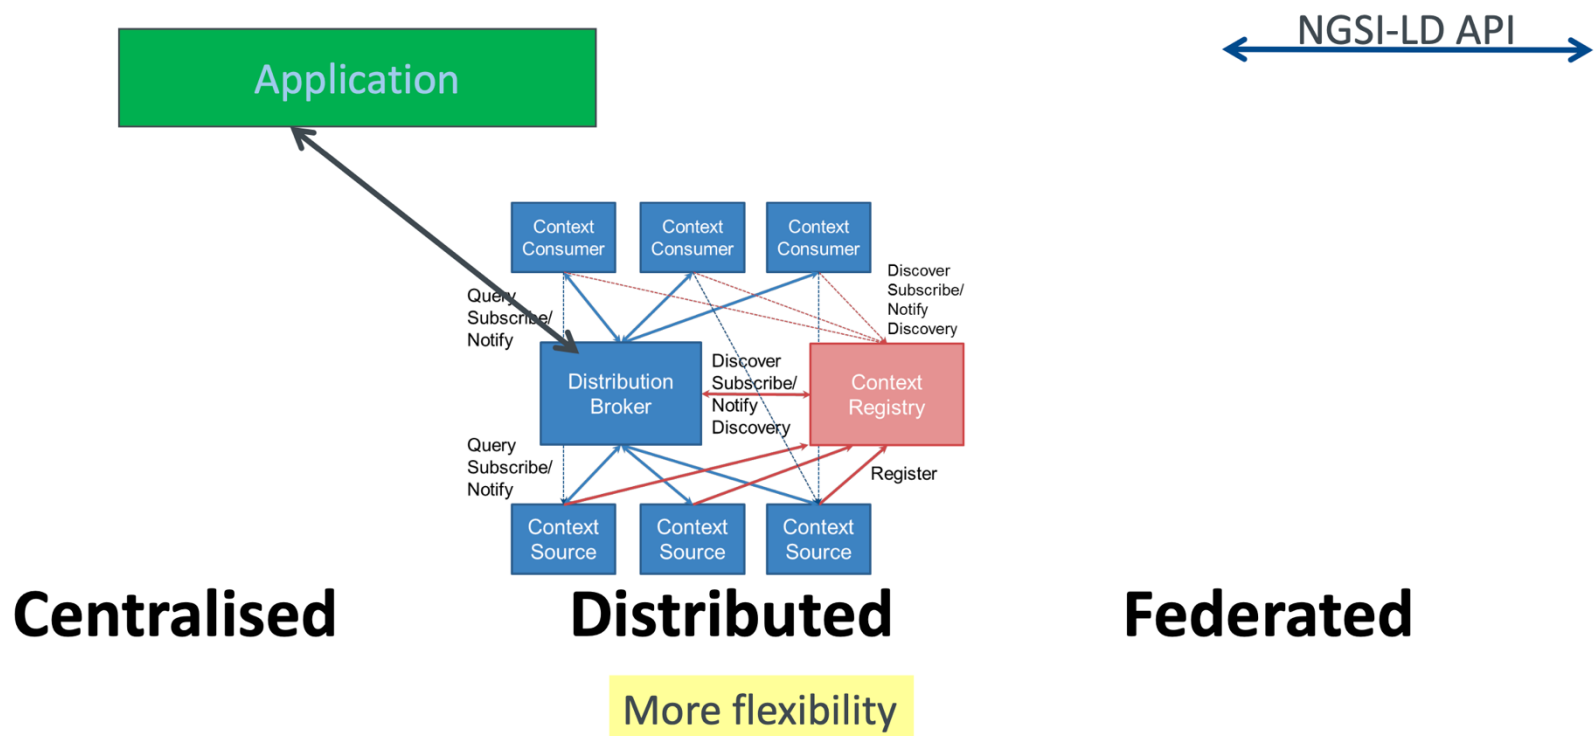 NGSI-LD API
Application
Context
Consumer
Context
Consumer
Context
Consumer
Discover
Subscribe/
Notify
Discovery
Query
Subscribe/
Notify
Distribution
Broker
Discover
Subscribe/
Notify
Discovery
Context
Registry
Query
Subscribe/
Notify
Register
Context
Source
Context
Source
Context
Source
Centralised
Distributed
Federated
More flexibility